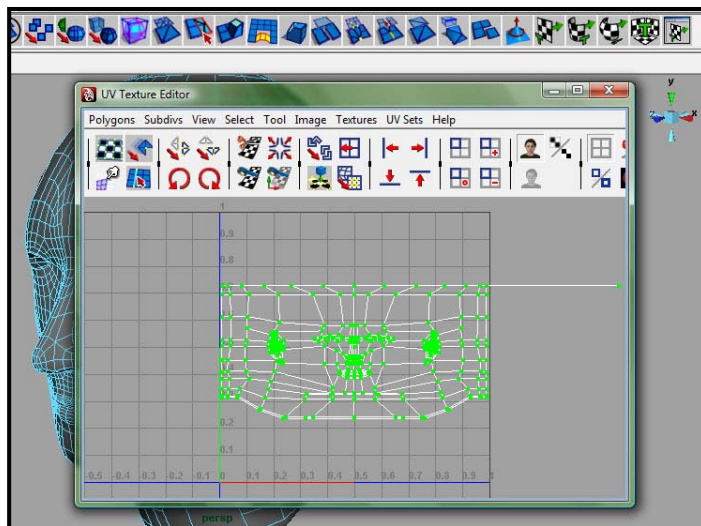 y
z x
UV Texture Editor
Polygons Subdivs View Select Tool Image Textures UV Sets Help
1
0.9
0.8
0.2
0.1
-0.5 -0.4 -0.3 -0.2 -0.1 0 0.1 0.2 0.3 0.4 0.5 0.6 0.7 0.8 0.9 1
persp